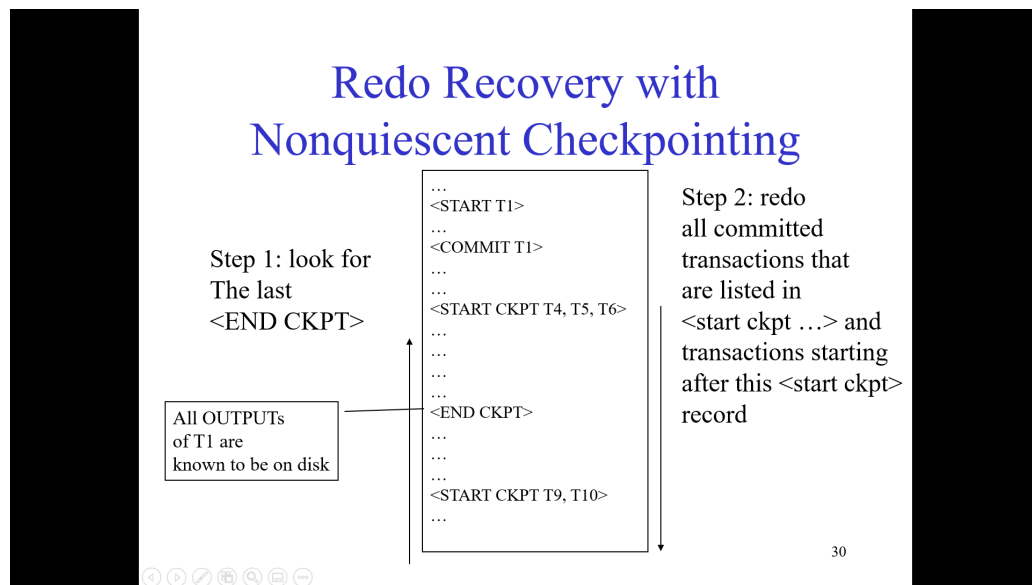 Redo Recovery with
Nonquiescent Checkpointing
Step 1: look for
The last
<END CKPT>
All OUTPUTs
of T1 are
known to be on disk
…
<START T1>
…
<COMMIT T1>
…
…
<START CKPT T4, T5, T6>
…
…
…
…
<END CKPT>
…
…
…
<START CKPT T9, T10>
…
Step 2: redo
all committed
transactions that
are listed in
<start ckpt …> and
transactions starting
after this <start ckpt>
record
30